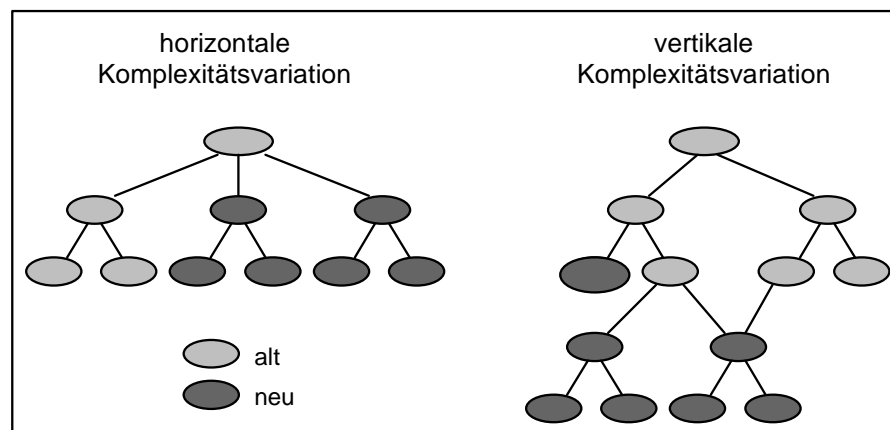 horizontale
Komplexitätsvariation
vertikale
Komplexitätsvariation
alt
neu